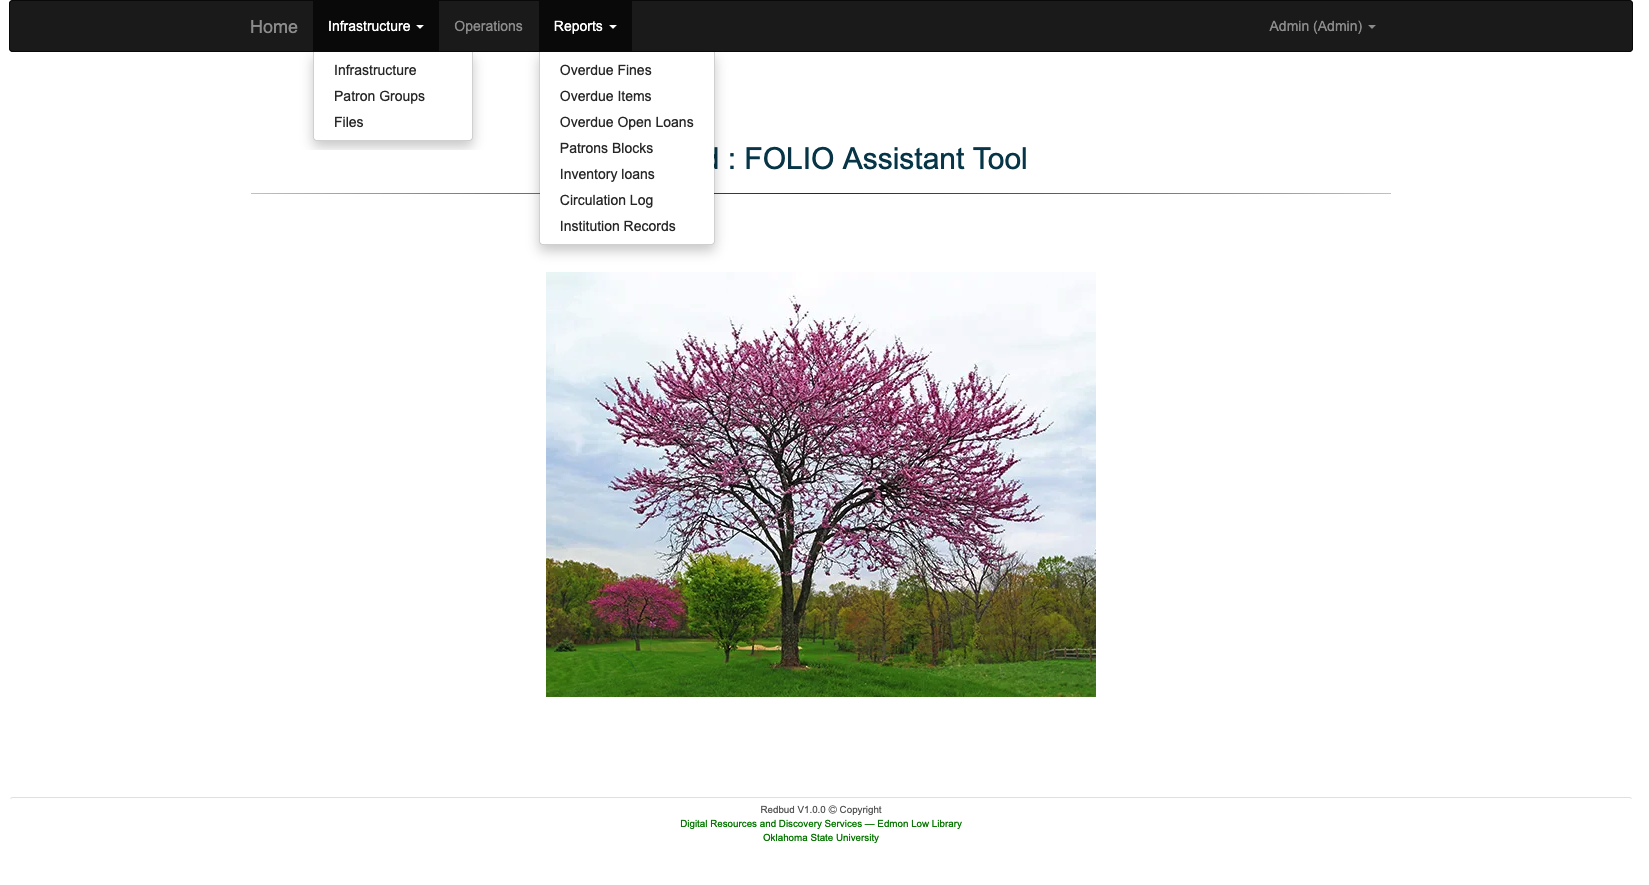 Home Infrastructure Operations Reports Admin (Admin)
Infrastructure
Patron Groups
Files
Overdue Fines
Overdue Items
Overdue Open Loans
Patrons Blocks
Inventory loans
Circulation Log
Institution Records
d : FOLIO Assistant Tool
Redbud V1.0.0 © Copyright
Digital Resources and Discovery Services — Edmon Low Library
Oklahoma State University